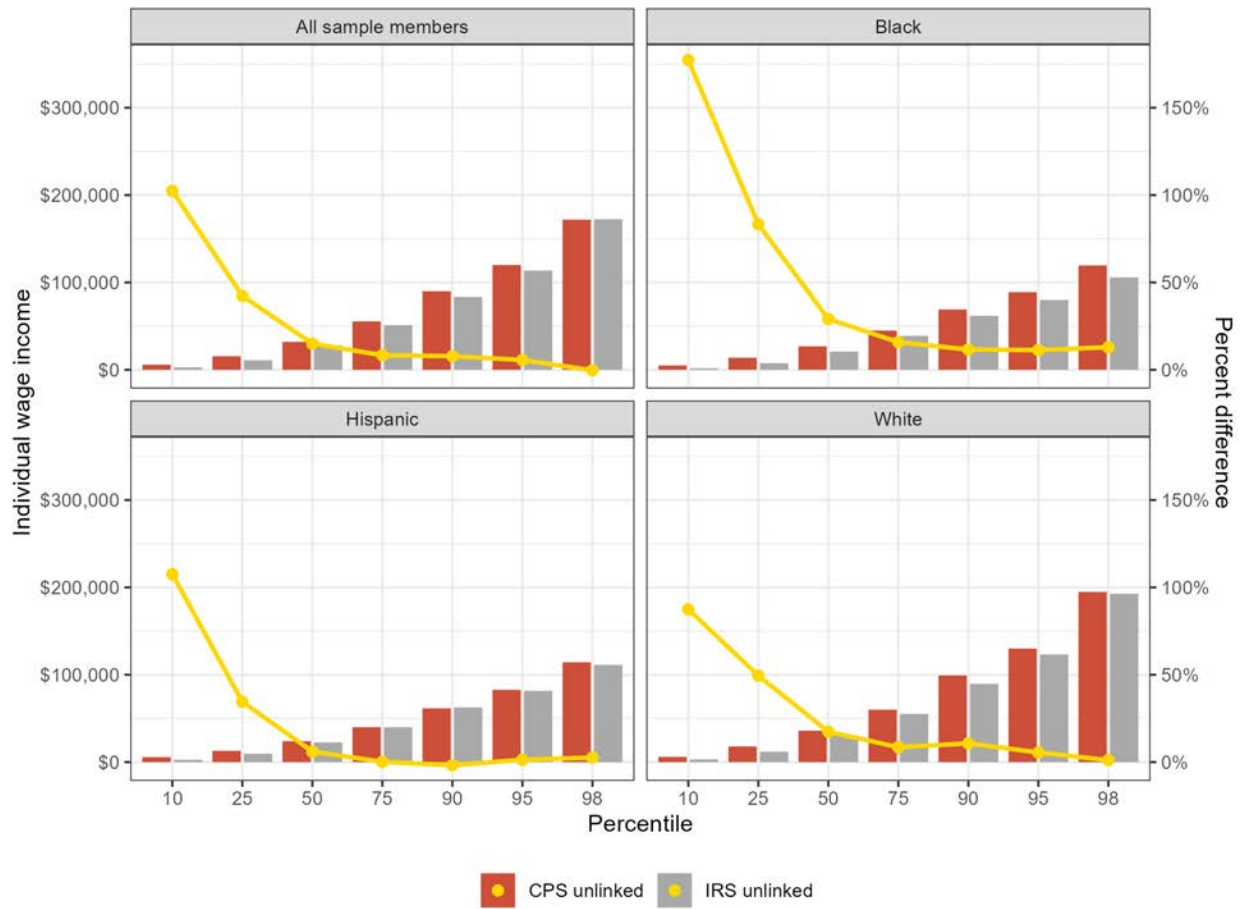 All sample members
Black
$300,000
$200,000
$100,000
$0
150%
100%
50%
0%
Hispanic
White
$300,000
$200,000
$100,000
$0
150%
100%
50%
0%
Individual wage income
Percent difference
10 25 50 75 90 95 98
10 25 50 75 90 95 98
Percentile
CPS unlinked
IRS unlinked